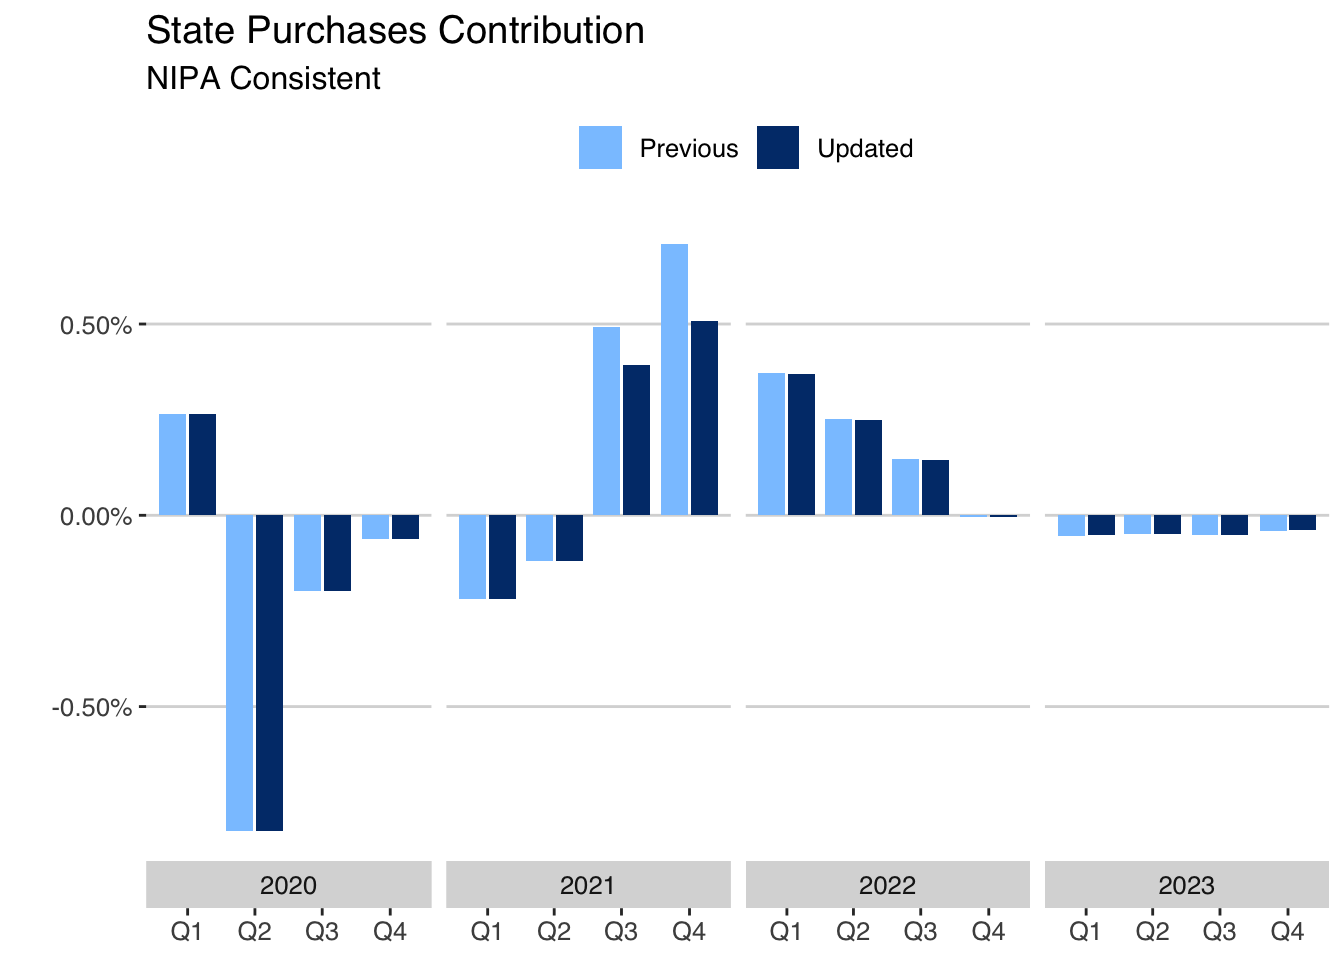 State Purchases Contribution
NIPA Consistent
Previous Updated
0.50%
0.00%
-0.50%
2020 2021 2022 2023
Q1 Q2 Q3 Q4 Q1 Q2 Q3 Q4 Q1 Q2 Q3 Q4 Q1 Q2 Q3 Q4